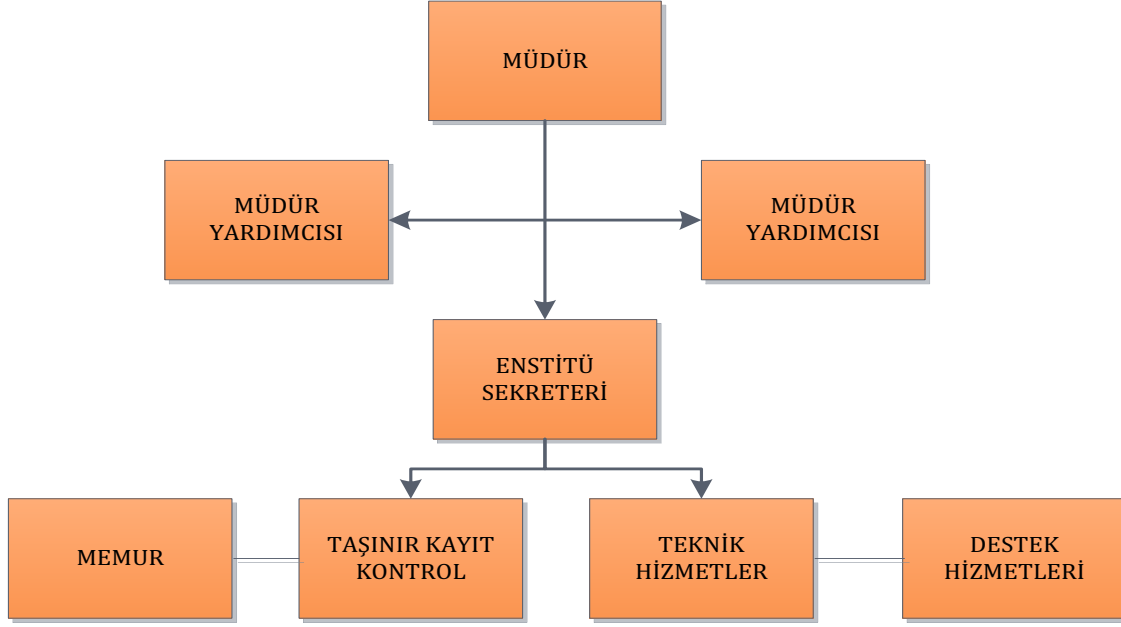 MÜDÜR
MÜDÜR
YARDIMCISI
MÜDÜR
YARDIMCISI
ENSTİTÜ
SEKRETERİ
MEMUR
TAŞINIR KAYIT
KONTROL
TEKNİK
HİZMETLER
DESTEK
HİZMETLERİ